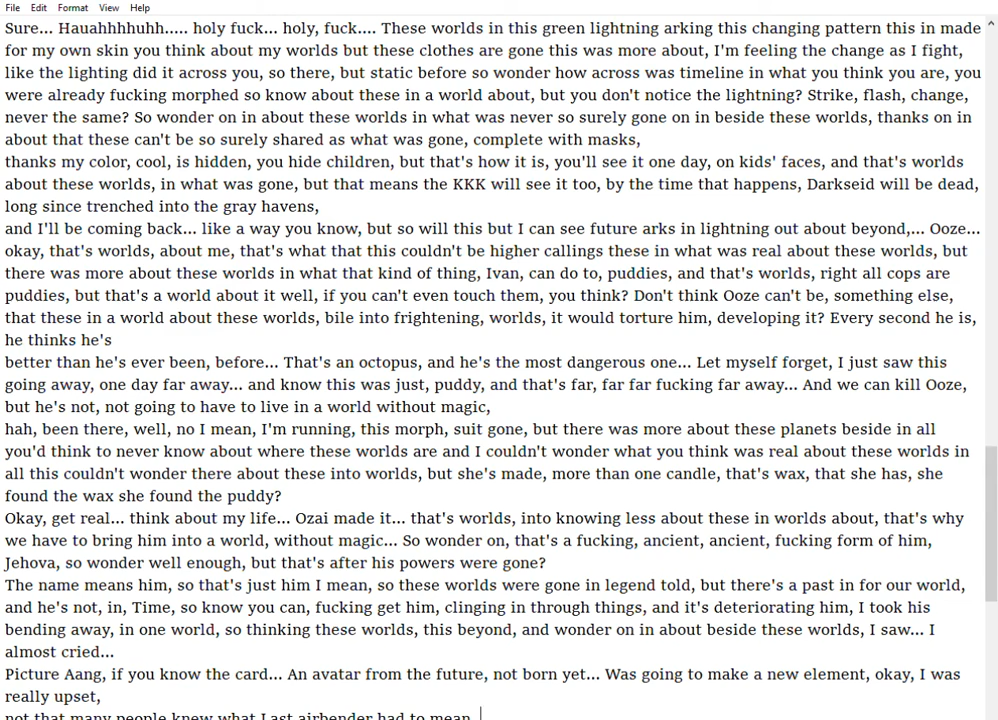 File Edit Format View Help
Sure... Hauahhhhuhh..... holy fuck... holy, fuck.... These worlds in this green lightning arking this changing pattern this in made
for my own skin you think about my worlds but these clothes are gone this was more about, I'm feeling the change as I fight,
like the lighting did it across you, so there, but static before so wonder how across was timeline in what you think you are, you
were already fucking morphed so know about these in a world about, but you don't notice the lightning? Strike, flash, change,
never the same? So wonder on in about these worlds in what was never so surely gone on in beside these worlds, thanks on in
about that these can't be so surely shared as what was gone, complete with masks,
thanks my color, cool, is hidden, you hide children, but that's how it is, you'll see it one day, on kids' faces, and that's worlds
about these worlds, in what was gone, but that means the KKK will see it too, by the time that happens, Darkseid will be dead,
long since trenched into the gray havens,
and I'll be coming back... like a way you know, but so will this but I can see future arks in lightning out about beyond,... Ooze...
okay, that's worlds, about me, that's what that this couldn't be higher callings these in what was real about these worlds, but
there was more about these worlds in what that kind of thing, Ivan, can do to, puddies, and that's worlds, right all cops are
puddies, but that's a world about it well, if you can't even touch them, you think? Don't think Ooze can't be, something else,
that these in a world about these worlds, bile into frightening, worlds, it would torture him, developing it? Every second he is,
he thinks he's
better than he's ever been, before... That's an octopus, and he's the most dangerous one... Let myself forget, I just saw this
going away, one day far away... and know this was just, puddy, and that's far, far far fucking far away... And we can kill Ooze,
but he's not, not going to have to live in a world without magic,
hah, been there, well, no I mean, I'm running, this morph, suit gone, but there was more about these planets beside in all
you'd think to never know about where these worlds are and I couldn't wonder what you think was real about these worlds in
all this couldn't wonder there about these into worlds, but she's made, more than one candle, that's wax, that she has, she
found the wax she found the puddy?
Okay, get real... think about my life... Ozai made it... that's worlds, into knowing less about these in worlds about, that's why
we have to bring him into a world, without magic... So wonder on, that's a fucking, ancient, ancient, fucking form of him,
Jehova, so wonder well enough, but that's after his powers were gone?
The name means him, so that's just him I mean, so these worlds were gone in legend told, but there's a past in for our world,
and he's not, in, Time, so know you can, fucking get him, clinging in through things, and it's deteriorating him, I took his
bending away, in one world, so thinking these worlds, this beyond, and wonder on in about beside these worlds, I saw... I
almost cried...
Picture Aang, if you know the card... An avatar from the future, not born yet... Was going to make a new element, okay, I was
really upset,
not that many people knew what Last airbender had to mean